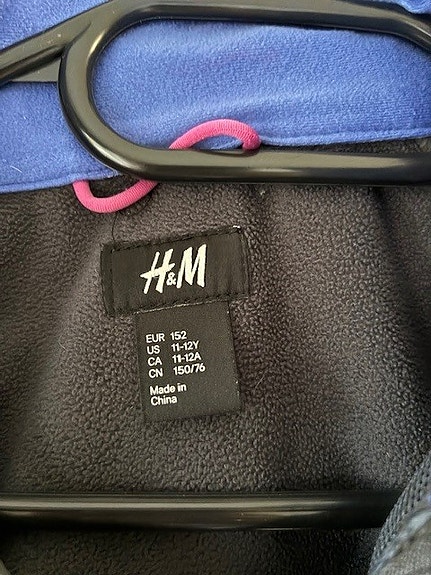 H&M
EUR 152
US 11-12Y
CA 11-12A
CN 150/76
Made in
China